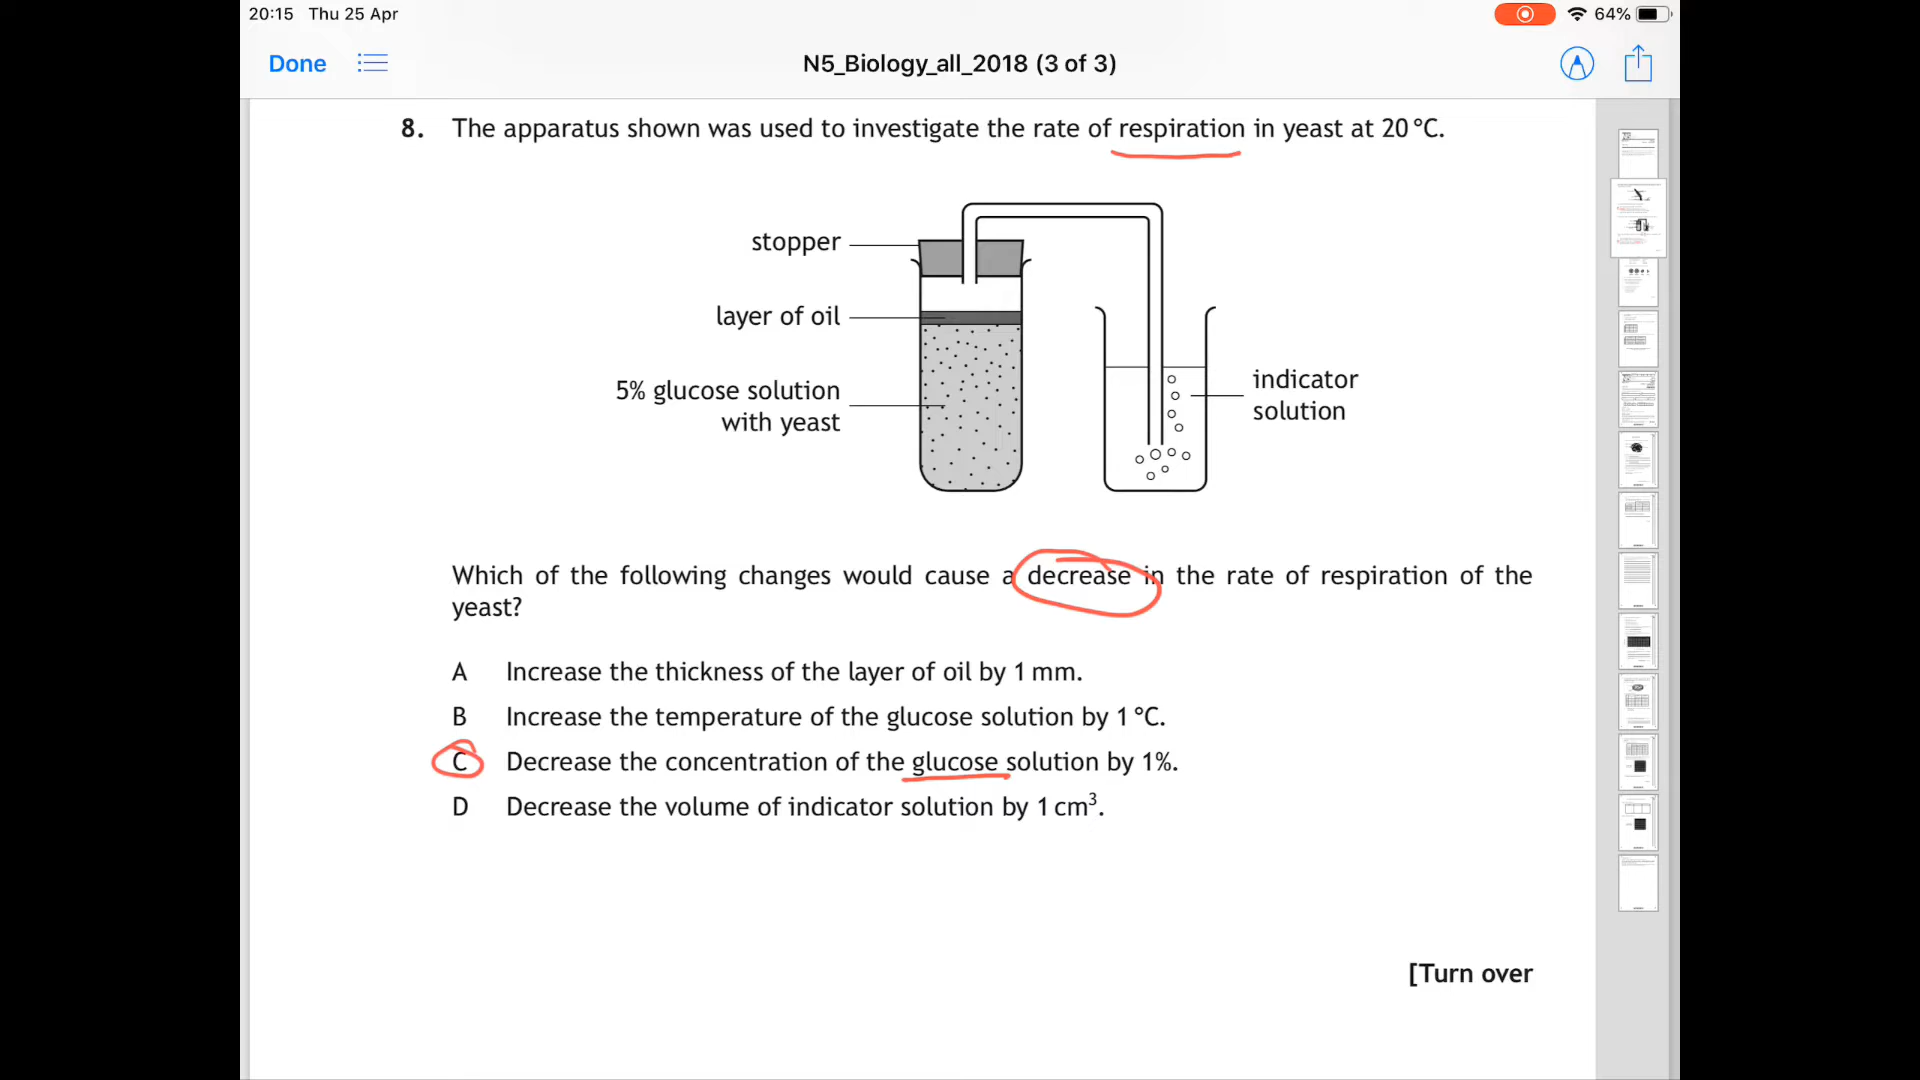 20:15 Thu 25 Apr
64%
Done
N5_Biology_all_2018 (3 of 3)
8. The apparatus shown was used to investigate the rate of respiration in yeast at 20 °C.
stopper
layer of oil
5% glucose solution
with yeast
indicator
solution
Which of the following changes would cause a decrease in the rate of respiration of the
yeast?
A Increase the thickness of the layer of oil by 1 mm.
B Increase the temperature of the glucose solution by 1 °C.
C Decrease the concentration of the glucose solution by 1%.
D Decrease the volume of indicator solution by 1 cm³.
[Turn over